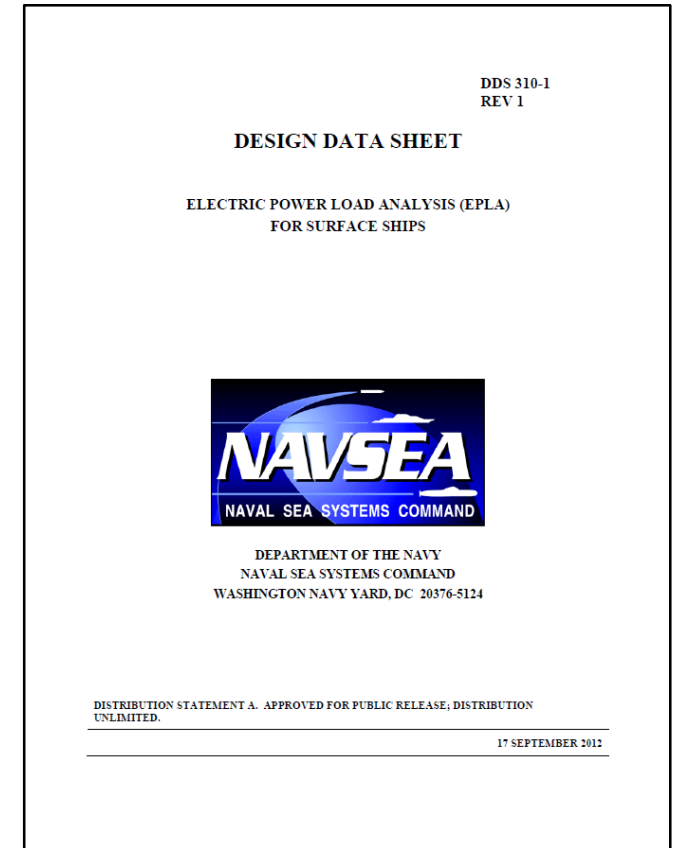 DDS 310-1
REV 1
DESIGN DATA SHEET
ELECTRIC POWER LOAD ANALYSIS (EPLA)
FOR SURFACE SHIPS
NAVSEA
NAVAL SEA SYSTEMS COMMAND
DEPARTMENT OF THE NAVY
NAVAL SEA SYSTEMS COMMAND
WASHINGTON NAVY YARD, DC 20376-5124
DISTRIBUTION STATEMENT A. APPROVED FOR PUBLIC RELEASE; DISTRIBUTION
UNLIMITED.
17 SEPTEMBER 2012